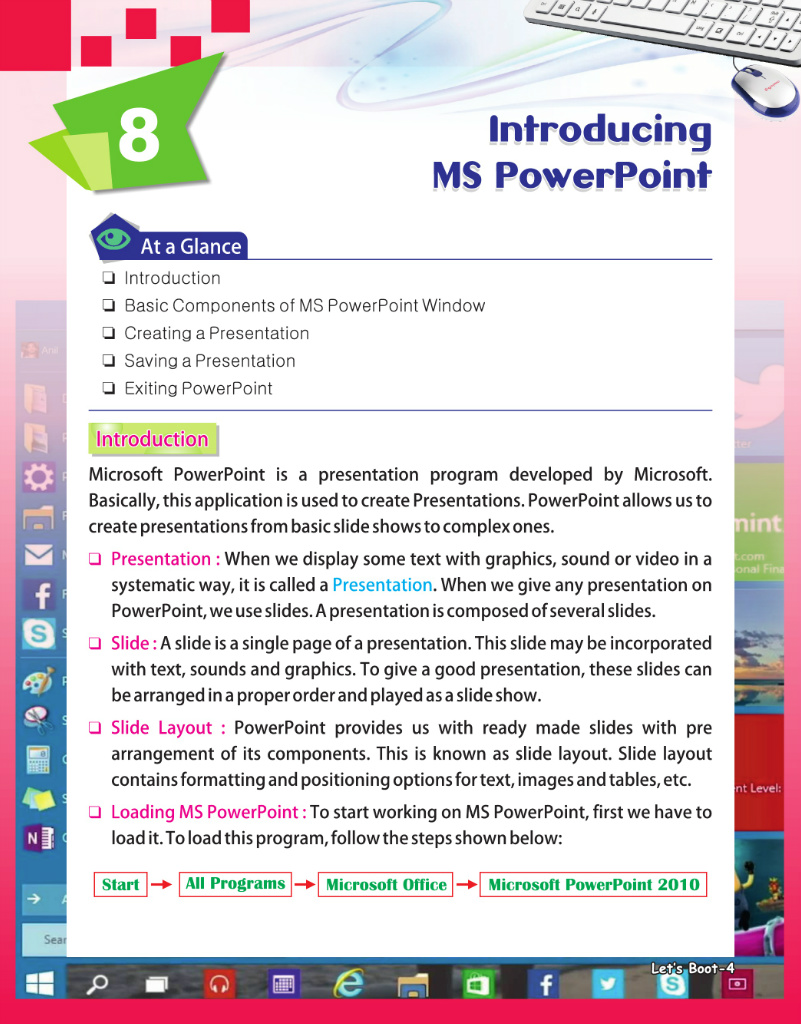 8
Introducing
MS PowerPoint
At a Glance
❑ Introduction
❑ Basic Components of MS PowerPoint Window
❑ Creating a Presentation
❑ Saving a Presentation
❑ Exiting PowerPoint
Introduction
Microsoft PowerPoint is a presentation program developed by Microsoft.
Basically, this application is used to create Presentations. PowerPoint allows us to
create presentations from basic slide shows to complex ones.
❑ Presentation : When we display some text with graphics, sound or video in a
systematic way, it is called a Presentation. When we give any presentation on
PowerPoint, we use slides. A presentation is composed of several slides.
❑ Slide : A slide is a single page of a presentation. This slide may be incorporated
with text, sounds and graphics. To give a good presentation, these slides can
be arranged in a proper order and played as a slide show.
❑ Slide Layout : PowerPoint provides us with ready made slides with pre
arrangement of its components. This is known as slide layout. Slide layout
contains formatting and positioning options for text, images and tables, etc.
❑ Loading MS PowerPoint : To start working on MS PowerPoint, first we have to
load it. To load this program, follow the steps shown below:
Start → All Programs → Microsoft Office → Microsoft PowerPoint 2010
mint
t.com
onal Fina
nt Level:
Sear
Let's Boot-4